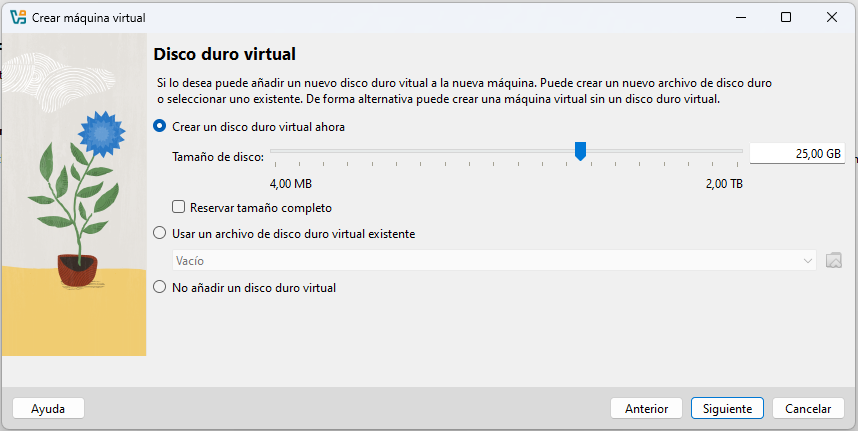 Crear máquina virtual
Disco duro virtual
Si lo desea puede añadir un nuevo disco duro vitual a la nueva máquina. Puede crear un nuevo archivo de disco duro
o seleccionar uno existente. De forma alternativa puede crear una máquina virtual sin un disco duro virtual.
Crear un disco duro virtual ahora
Tamaño de disco:
25,00 GB
4,00 MB
2,00 TB
Reservar tamaño completo
Usar un archivo de disco duro virtual existente
Vacío
No añadir un disco duro virtual
Ayuda
Anterior
Siguiente
Cancelar